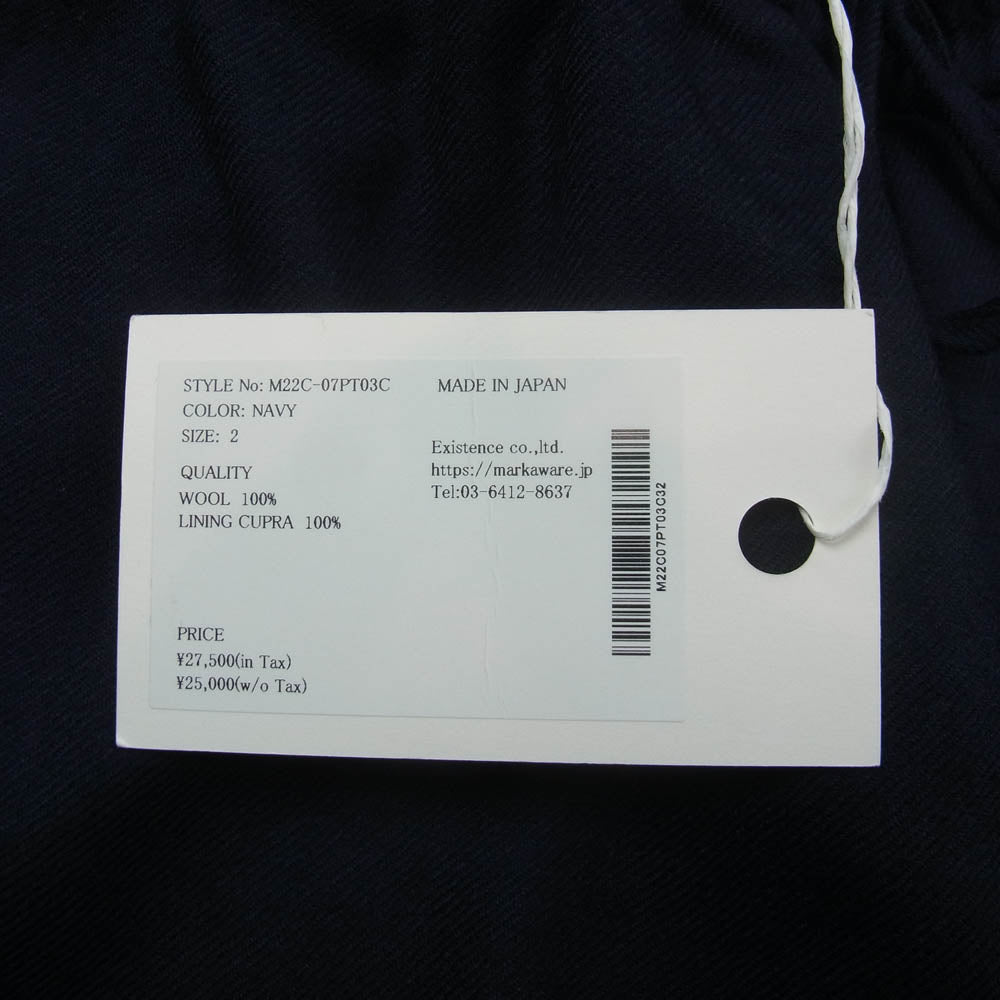 STYLE No: M22C-07PT03C
COLOR: NAVY
SIZE: 2
QUALITY
WOOL 100%
LINING CUPRA 100%
PRICE
¥27,500(in Tax)
¥25,000(w/o Tax)
MADE IN JAPAN
Existence co.,ltd.
https://markaware.jp
Tel:03-6412-8637
M22C07PT03C32